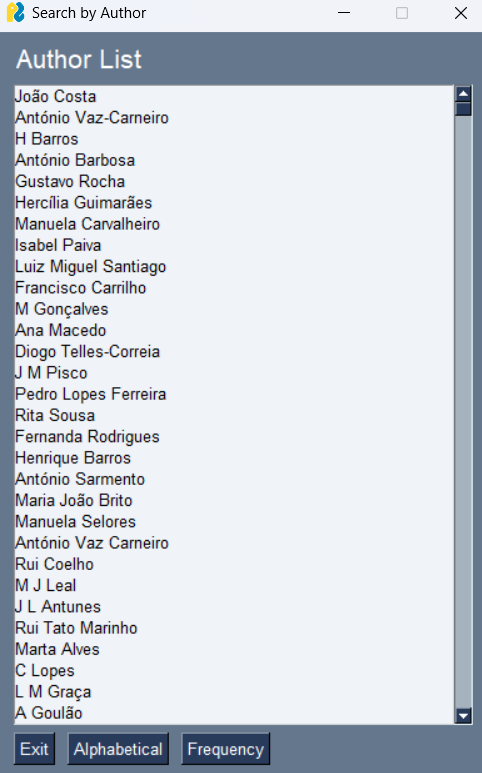 Search by Author
Author List
João Costa
António Vaz-Carneiro
H Barros
António Barbosa
Gustavo Rocha
Hercília Guimarães
Manuela Carvalheiro
Isabel Paiva
Luiz Miguel Santiago
Francisco Carrilho
M Gonçalves
Ana Macedo
Diogo Telles-Correia
J M Pisco
Pedro Lopes Ferreira
Rita Sousa
Fernanda Rodrigues
Henrique Barros
António Sarmento
Maria João Brito
Manuela Selores
António Vaz Carneiro
Rui Coelho
M J Leal
J L Antunes
Rui Tato Marinho
Marta Alves
C Lopes
L M Graça
A Goulão
Exit Alphabetical Frequency